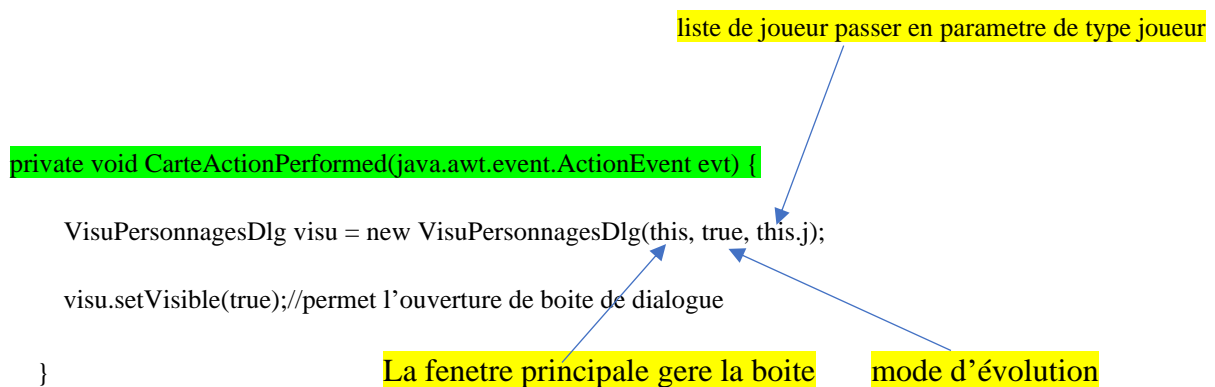 liste de joueur passer en parametre de type joueur
private void CarteActionPerformed(java.awt.event.ActionEvent evt) {
VisuPersonnagesDlg visu = new VisuPersonnagesDlg(this, true, this.j);
visu.setVisible(true);//permet l’ouverture de boite de dialogue
}
La fenetre principale gere la boite
mode d’évolution